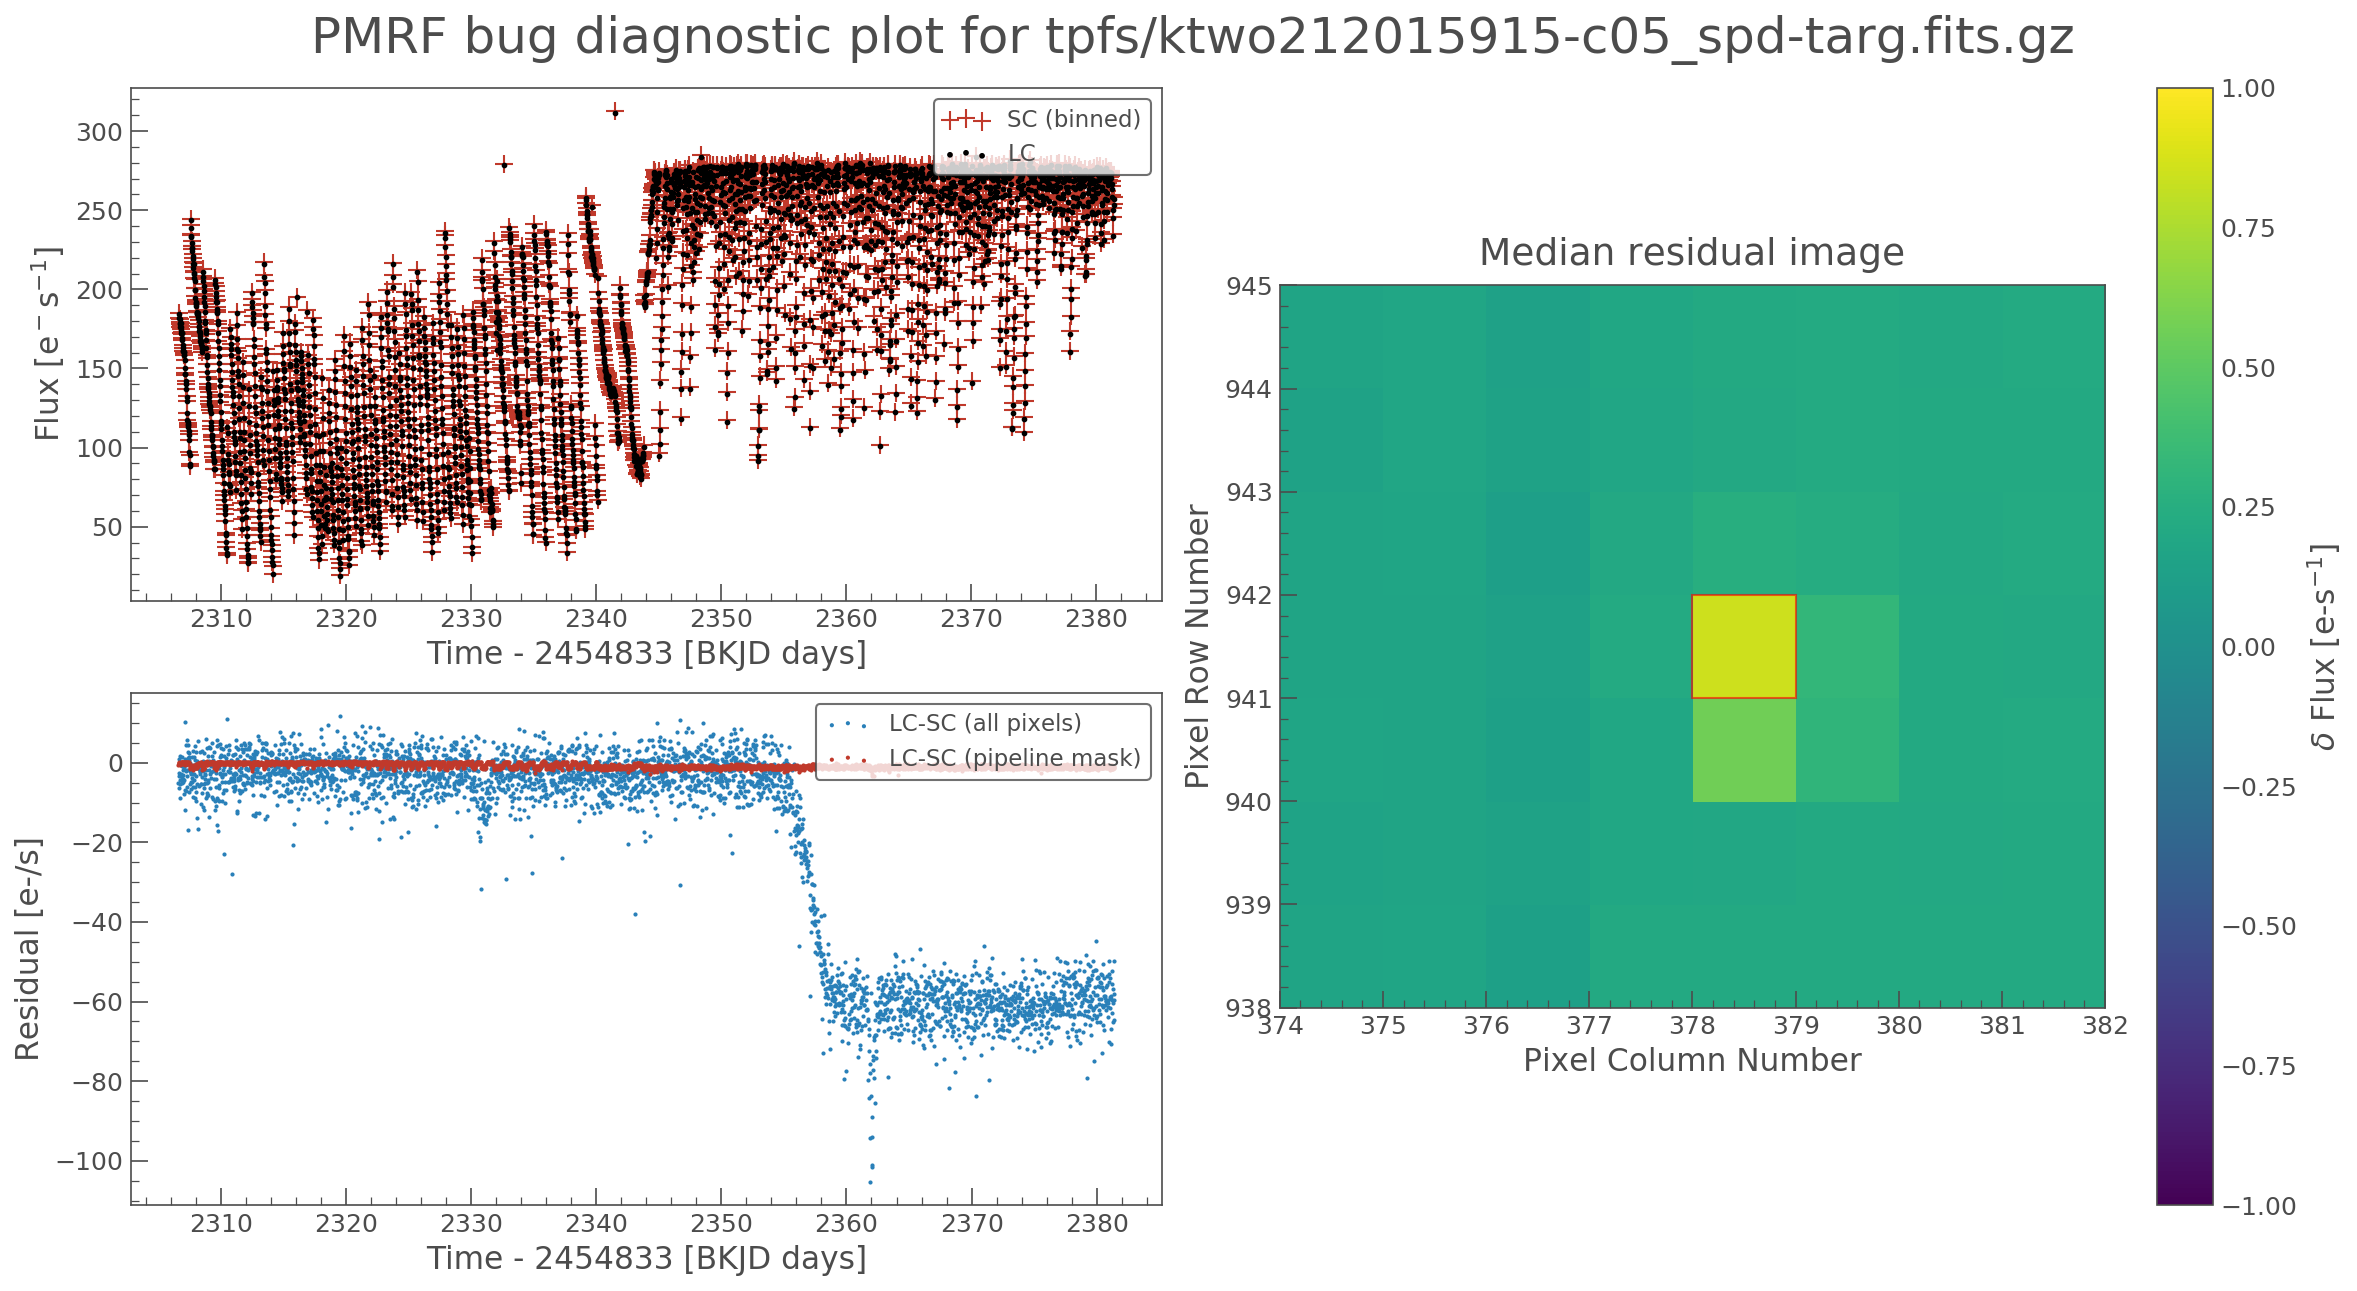 PMRF bug diagnostic plot for tpfs/ktwo212015915-c05_spd-targ.fits.gz
Flux [e⁻ s⁻¹]
300
250
200
150
100
50
SC (binned)
LC
2310 2320 2330 2340 2350 2360 2370 2380
Time - 2454833 [BKJD days]
Residual [e-/s]
0
−20
−40
−60
−80
−100
LC-SC (all pixels)
LC-SC (pipeline mask)
2310 2320 2330 2340 2350 2360 2370 2380
Time - 2454833 [BKJD days]
Median residual image
Pixel Row Number
945
944
943
942
941
940
939
938
374 375 376 377 378 379 380 381 382
Pixel Column Number
1.00
0.75
0.50
0.25
0.00
−0.25
−0.50
−0.75
−1.00
δ Flux [e-s⁻¹]